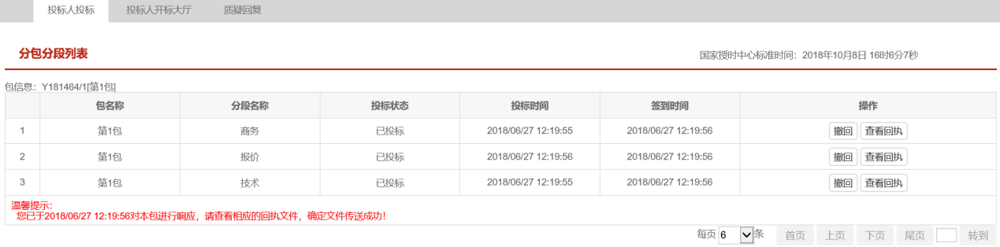 投标人投标 投标人开标大厅 质疑回复
分包分段列表 国家授时中心标准时间：2018年10月8日 16时6分7秒
包信息：Y181464/1[第1包]
包名称 分段名称 投标状态 投标时间 签到时间 操作
1 第1包 商务 已投标 2018/06/27 12:19:55 2018/06/27 12:19:56 撤回 查看回执
2 第1包 报价 已投标 2018/06/27 12:19:56 2018/06/27 12:19:56 撤回 查看回执
3 第1包 技术 已投标 2018/06/27 12:19:55 2018/06/27 12:19:56 撤回 查看回执
温馨提示：
您已于2018/06/27 12:19:56对本包进行响应，请查看相应的回执文件，确定文件传送成功！
每页 6 条 首页 上页 下页 尾页 转到